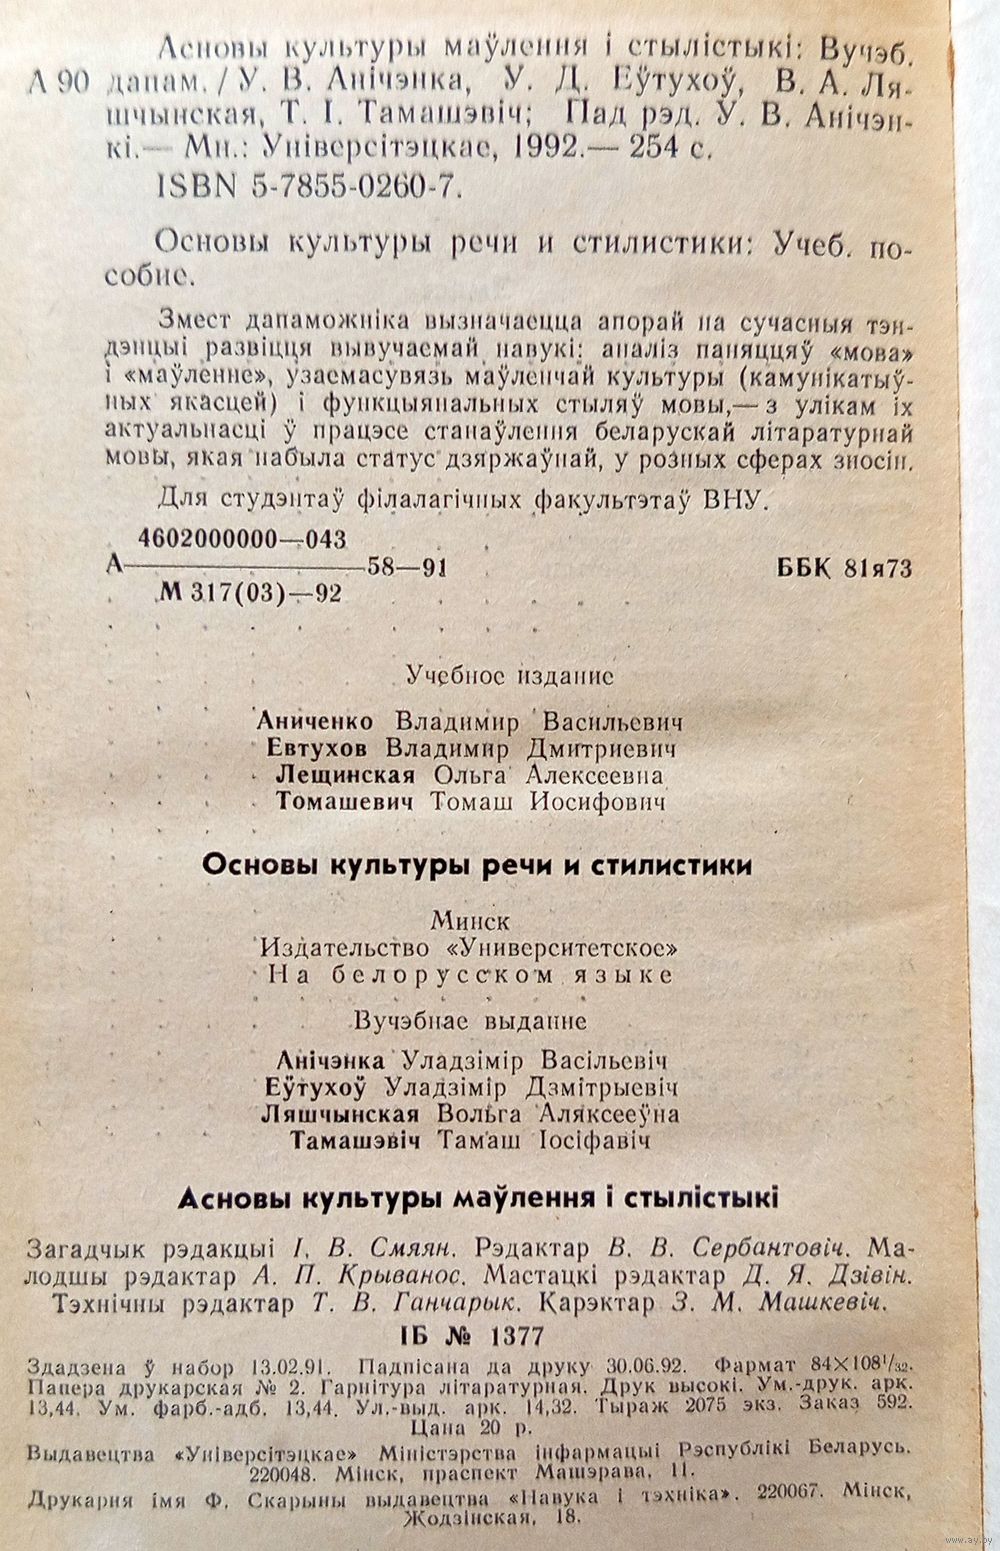 Асновы культуры маўлення і стылістыкі: Вучэб.
А 90 дапам. / У. В. Анічэнка, У. Д. Еўтухоў, В. А. Ля-
шчынская, Т. І. Тамашэвіч; Пад рэд. У. В. Анічэн-
кі.— Мн.: Універсітэцкае, 1992.— 254 с.
ISBN 5-7855-0260-7.
Основы культуры речи и стилистики: Учеб. по-
собие.
Змест дапаможніка вызначаецца апорай на сучасныя тэн-
дэнцыі развіцця вывучаемай навукі: аналіз паняццяў «мова»
і «маўленне», узаемасувязь маўленчай культуры (камунікатыў-
ных якасцей) і функцыянальных стыляў мовы,— з улікам іх
актуальнасці ў працэсе станаўлення беларускай літаратурнай
мовы, якая набыла статус дзяржаўнай, у розных сферах зносін.
Для студэнтаў філалагічных факультэтаў ВНУ.
4602000000—043
А—58—91 ББК 81я73
М 317(03)—92
Учебное издание
Аниченко Владимир Васильевич
Евтухов Владимир Дмитриевич
Лещинская Ольга Алексеевна
Томашевич Томаш Иосифович
Основы культуры речи и стилистики
Минск
Издательство «Университетское»
На белорусском языке
Вучэбнае выданне
Анічэнка Уладзімір Васільевіч
Еўтухоў Уладзімір Дзмітрыевіч
Ляшчынская Вольга Аляксееўна
Тамашэвіч Тамаш Іосіфавіч
Асновы культуры маўлення і стылістыкі
Загадчык рэдакцыі І. В. Смяян. Рэдактар В. В. Сербантовіч. Ма-
лодшы рэдактар А. П. Крыванос. Мастацкі рэдактар Д. Я. Дзівін.
Тэхнічны рэдактар Т. В. Ганчарык. Карэктар З. М. Машкевіч.
ІБ № 1377
Здадзена ў набор 13.02.91. Падпісана да друку 30.06.92. Фармат 84×108¹/₃₂.
Папера друкарская № 2. Гарнітура літаратурная. Друк высокі. Ум.-друк. арк.
13,44. Ум. фарб.-адб. 13,44. Ул.-выд. арк. 14,32. Тыраж 2075 экз. Заказ 592.
Цана 20 р.
Выдавецтва «Універсітэцкае» Міністэрства інфармацыі Рэспублікі Беларусь.
220048. Мінск, праспект Машэрава, 11.
Друкарня імя Ф. Скарыны выдавецтва «Навука і тэхніка». 220067. Мінск,
Жодзінская, 18.
www.ay.by